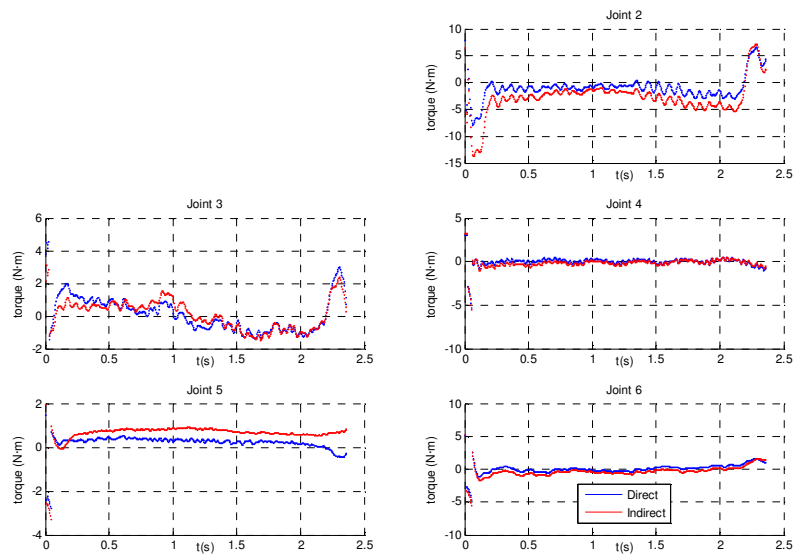 Joint 2
torque (N·m)
10
5
0
-5
-10
-15
0 0.5 1 1.5 2 2.5
t(s)
Joint 3
torque (N·m)
6
4
2
0
-2
0 0.5 1 1.5 2 2.5
t(s)
Joint 4
torque (N·m)
5
0
-5
-10
0 0.5 1 1.5 2 2.5
t(s)
Joint 5
torque (N·m)
2
0
-2
-4
0 0.5 1 1.5 2 2.5
t(s)
Joint 6
torque (N·m)
10
5
0
-5
-10
0 0.5 1 1.5 2 2.5
t(s)
Direct
Indirect